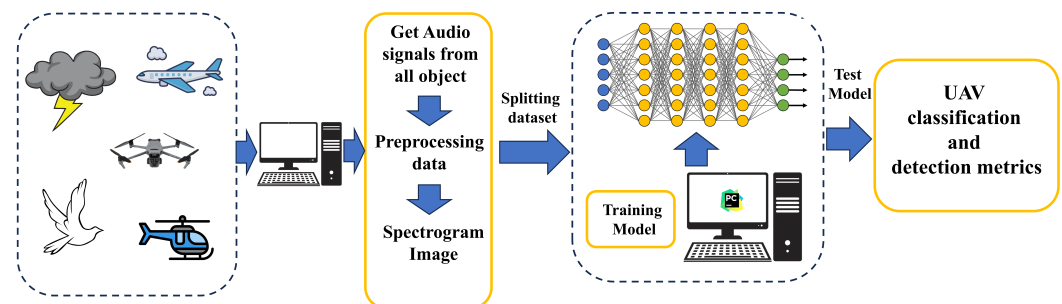 Get Audio
signals from
all object
Preprocessing
data
Spectrogram
Image
Splitting
dataset
PC
Training
Model
Test
Model
UAV
classification
and
detection metrics